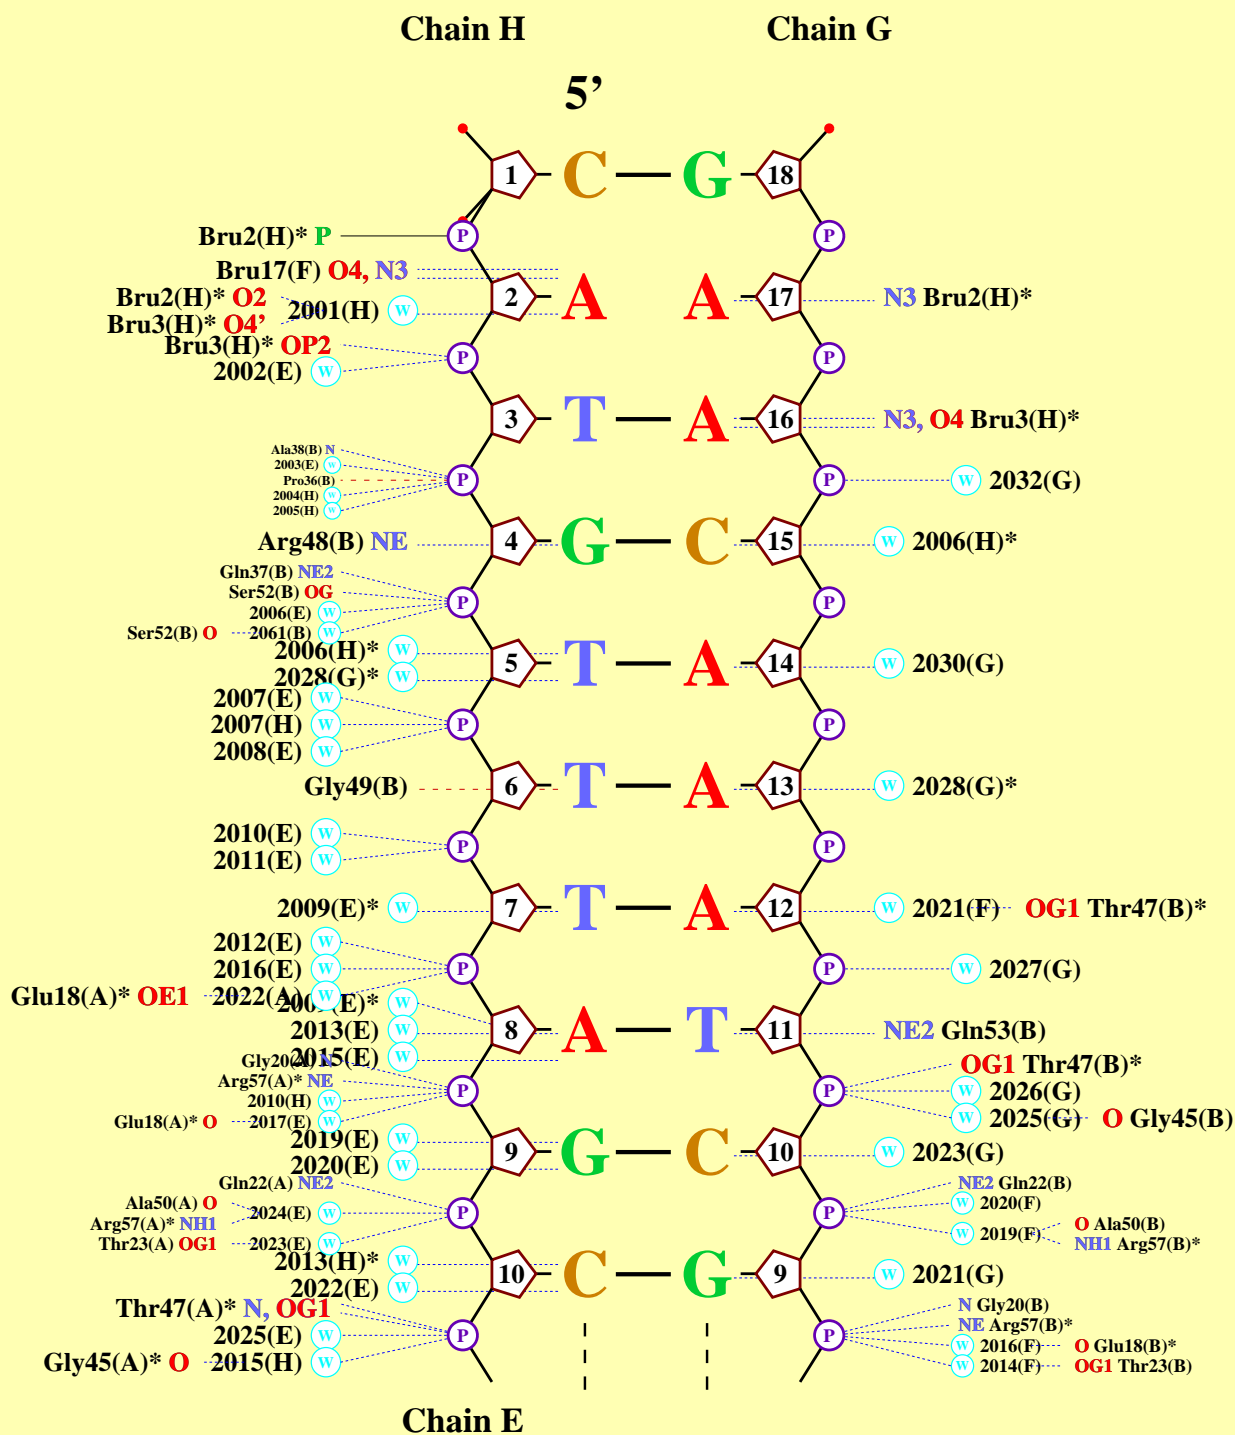 Chain H Chain G
5’
1 C G 18
Bru2(H)* P P P
Bru17(F) O4, N3
Bru2(H)* O2 2001(H) W 2 A A 17 N3 Bru2(H)*
Bru3(H)* O4’
Bru3(H)* OP2 P P
2002(E) W
3 T A 16 N3, O4 Bru3(H)*
Ala38(B) N
2003(E) W
Pro36(B) P P W 2032(G)
2004(H) W
2005(H) W
Arg48(B) NE 4 G C 15 W 2006(H)*
Gln37(B) NE2
Ser52(B) OG P P
2006(E) W
Ser52(B) O 2061(B) W
2006(H)* W
5 T A 14 W 2030(G)
2028(G)* W
2007(E) W
2007(H) W P P
2008(E) W
Gly49(B) 6 T A 13 W 2028(G)*
2010(E) W P P
2011(E) W
2009(E)* W 7 T A 12 W 2021(F) OG1 Thr47(B)*
2012(E) W
2016(E) W P P W 2027(G)
Glu18(A)* OE1 2022(A) W
(E)* W
2013(E) W 8 A T 11 NE2 Gln53(B)
2015(E) W
Gly20(A) N OG1 Thr47(B)*
Arg57(A)* NE P P W 2026(G)
2010(H) W
Glu18(A)* O 2017(E) W W 2025(G) O Gly45(B)
2019(E) W
9 G C 10 W 2023(G)
2020(E) W
Gln22(A) NE2 NE2 Gln22(B)
Ala50(A) O W 2020(F)
2024(E) W P P
Arg57(A)* NH1 W 2019(F) O Ala50(B)
Thr23(A) OG1 2023(E) W NH1 Arg57(B)*
2013(H)* W
10 C G 9 W 2021(G)
2022(E) W
Thr47(A)* N, OG1 N Gly20(B)
2025(E) W P P NE Arg57(B)*
W 2016(F) O Glu18(B)*
Gly45(A)* O 2015(H) W W 2014(F) OG1 Thr23(B)
Chain E